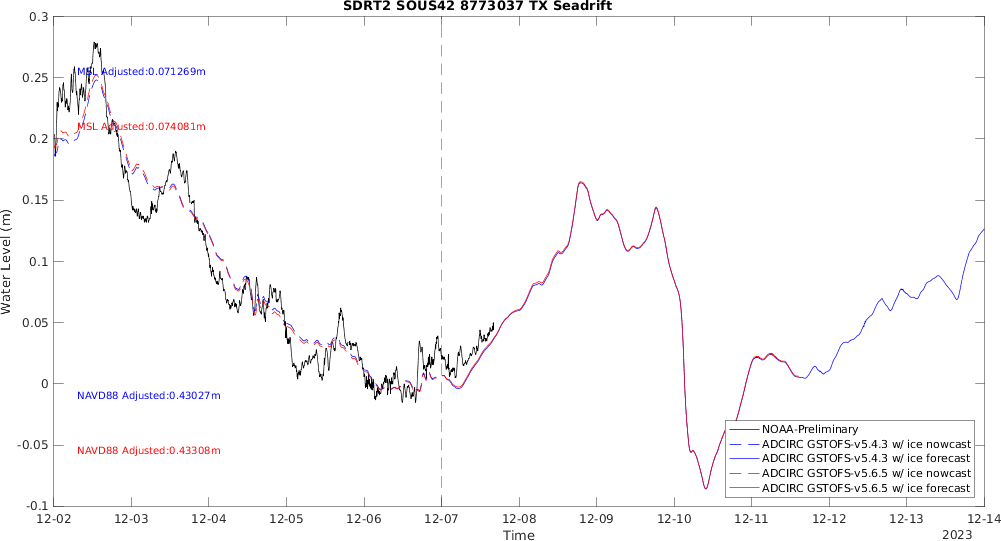 SDRT2 SOUS42 8773037 TX Seadrift
0.3
0.25
0.2
0.15
0.1
0.05
0
-0.05
-0.1
Water Level (m)
MSL Adjusted:0.071269m
MSL Adjusted:0.074081m
NAVD88 Adjusted:0.43027m
NAVD88 Adjusted:0.43308m
NOAA-Preliminary
ADCIRC GSTOFS-v5.4.3 w/ ice nowcast
ADCIRC GSTOFS-v5.4.3 w/ ice forecast
ADCIRC GSTOFS-v5.6.5 w/ ice nowcast
ADCIRC GSTOFS-v5.6.5 w/ ice forecast
12-02 12-03 12-04 12-05 12-06 12-07 12-08 12-09 12-10 12-11 12-12 12-13 12-14
Time
2023